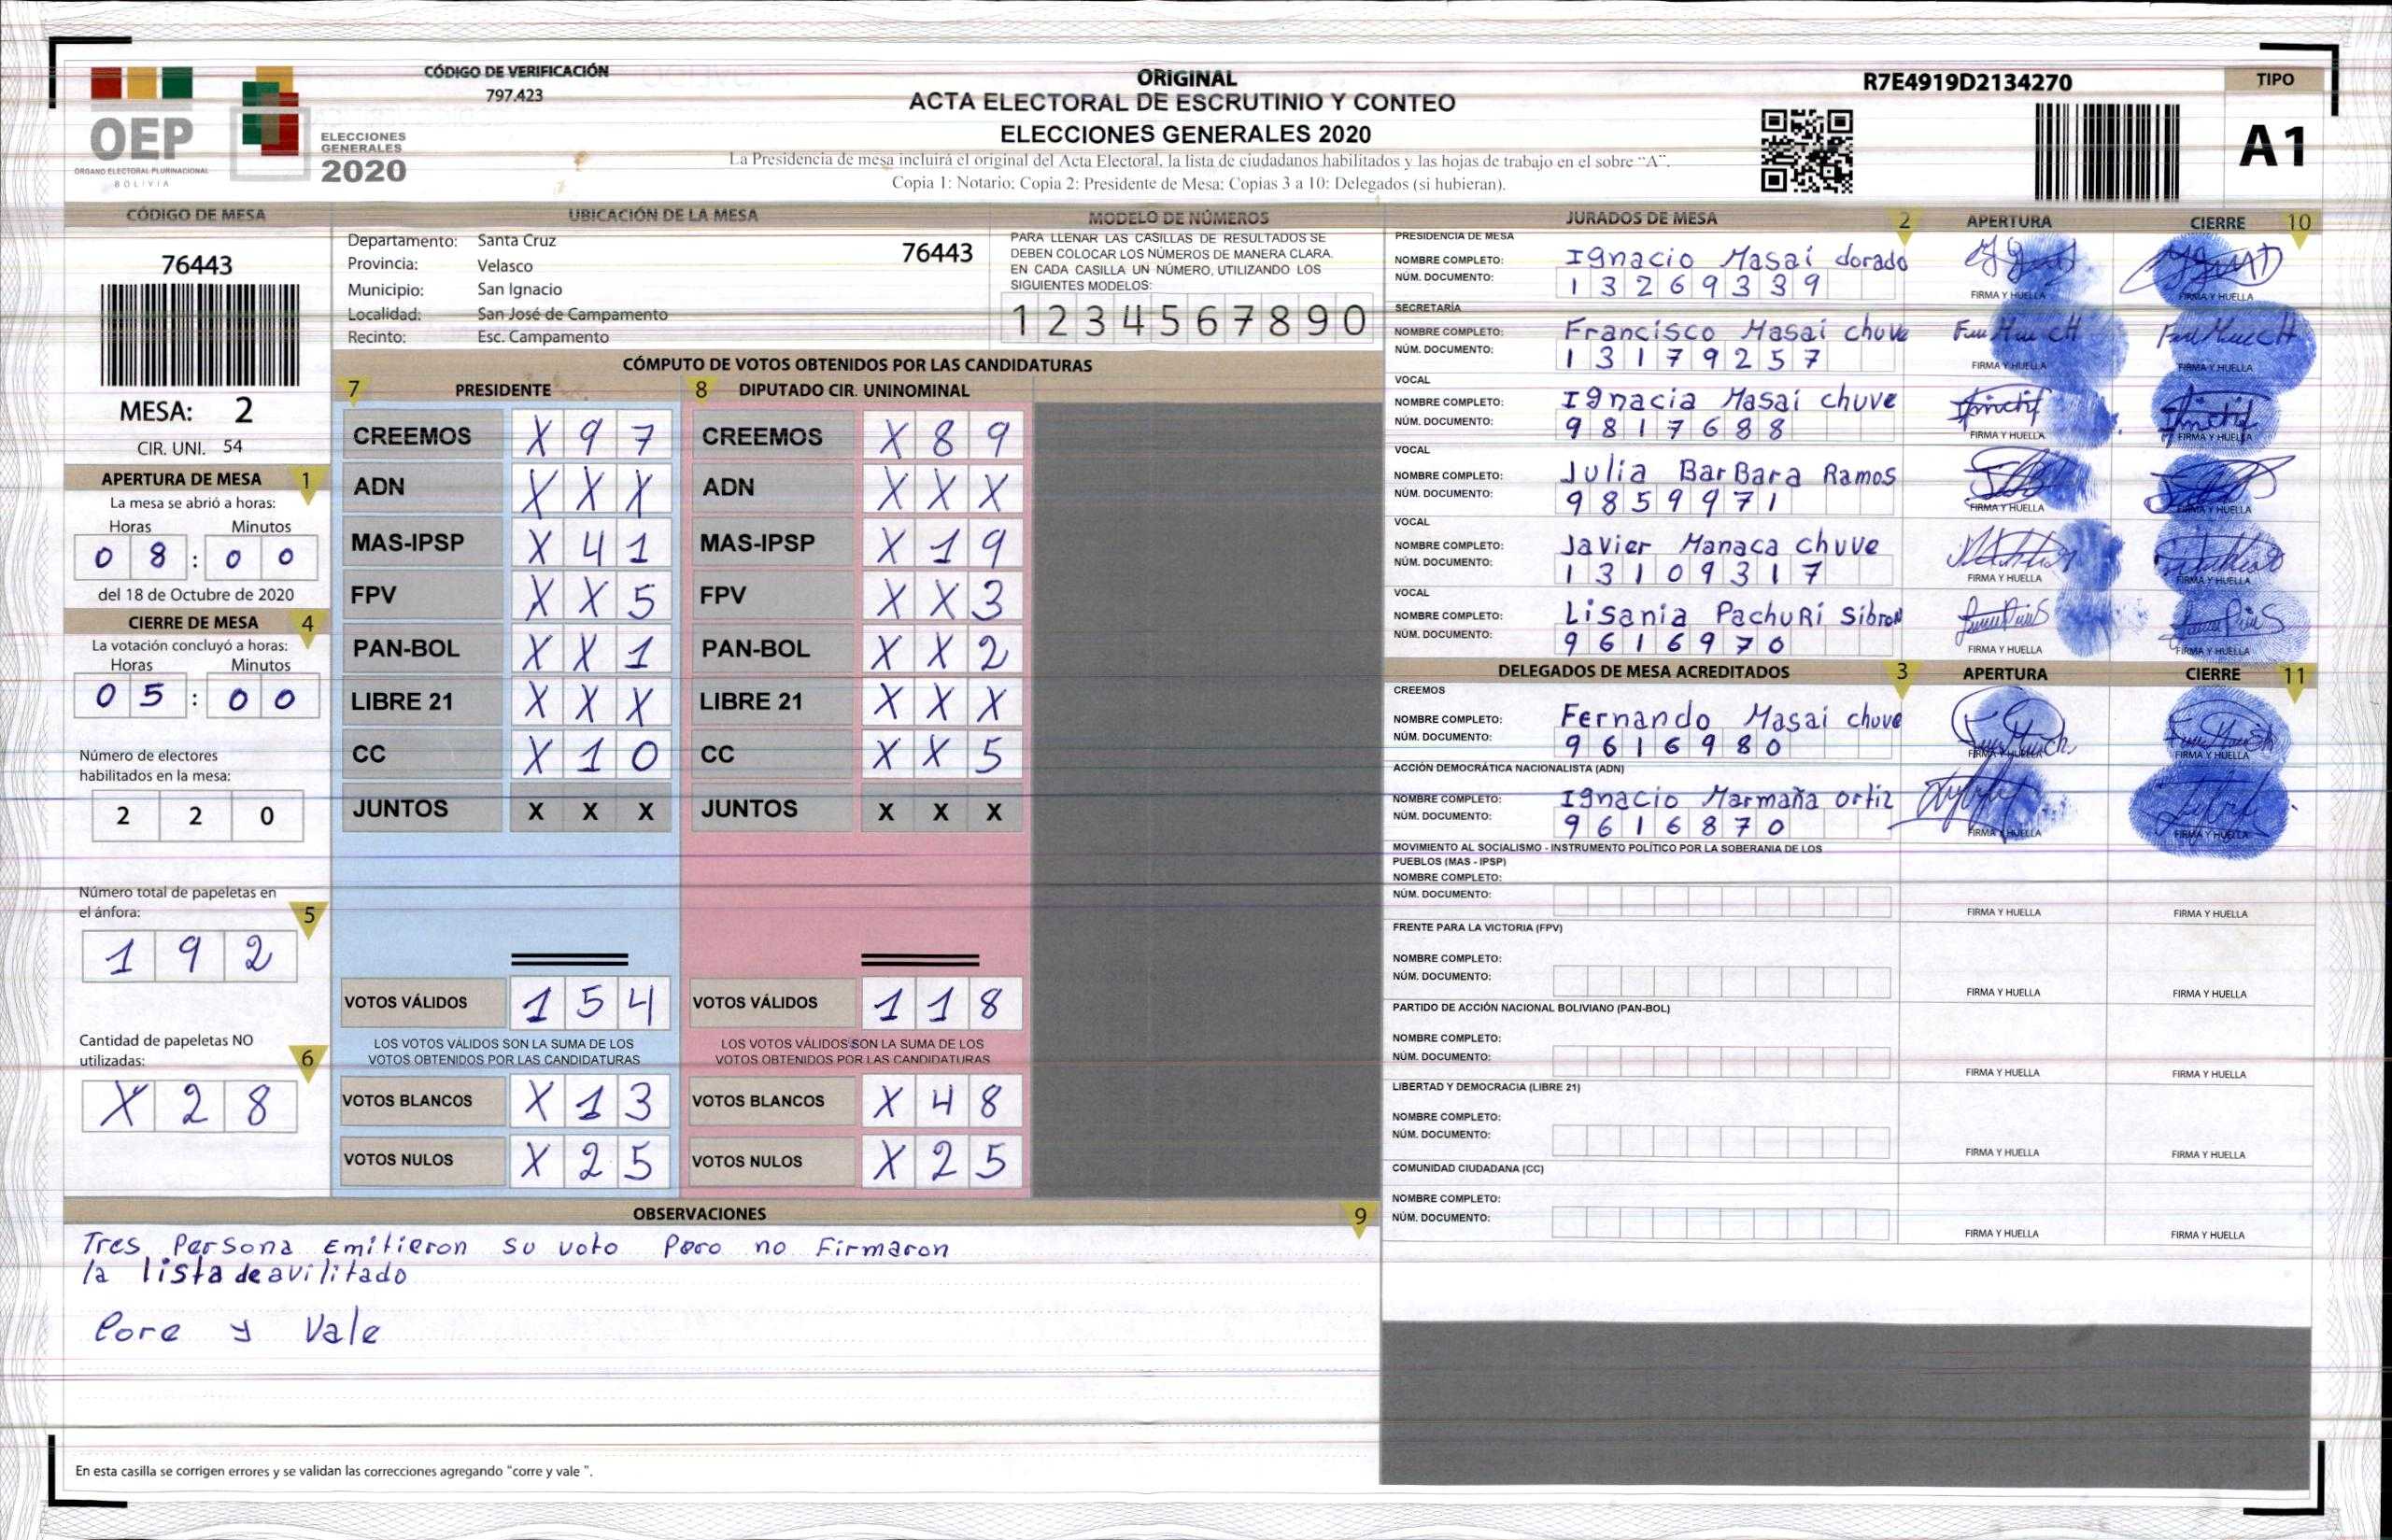 CÓDIGO DE VERIFICACIÓN
797.423
OEP
ÓRGANO ELECTORAL PLURINACIONAL
BOLIVIA
ELECCIONES
GENERALES
2020
ORIGINAL
ACTA ELECTORAL DE ESCRUTINIO Y CONTEO
ELECCIONES GENERALES 2020
La Presidencia de mesa incluirá el original del Acta Electoral, la lista de ciudadanos habilitados y las hojas de trabajo en el sobre "A".
Copia 1: Notario; Copia 2: Presidente de Mesa; Copias 3 a 10: Delegados (si hubieran).
R7E4919D2134270
TIPO
A1
CÓDIGO DE MESA
76443
MESA: 2
CIR. UNI. 54
APERTURA DE MESA 1
La mesa se abrió a horas:
Horas Minutos
0 8 : 0 0
del 18 de Octubre de 2020
CIERRE DE MESA 4
La votación concluyó a horas:
Horas Minutos
0 5 : 0 0
Número de electores
habilitados en la mesa:
2 2 0
Número total de papeletas en
el ánfora: 5
1 9 2
Cantidad de papeletas NO
utilizadas: 6
X 2 8
UBICACIÓN DE LA MESA
Departamento: Santa Cruz 76443
Provincia: Velasco
Municipio: San Ignacio
Localidad: San José de Campamento
Recinto: Esc. Campamento
MODELO DE NÚMEROS
PARA LLENAR LAS CASILLAS DE RESULTADOS SE
DEBEN COLOCAR LOS NÚMEROS DE MANERA CLARA.
EN CADA CASILLA UN NÚMERO, UTILIZANDO LOS
SIGUIENTES MODELOS:
1 2 3 4 5 6 7 8 9 0
CÓMPUTO DE VOTOS OBTENIDOS POR LAS CANDIDATURAS
7 PRESIDENTE 8 DIPUTADO CIR. UNINOMINAL
CREEMOS X 9 7 CREEMOS X 8 9
ADN X X X ADN X X X
MAS-IPSP X 4 1 MAS-IPSP X 1 9
FPV X X 5 FPV X X 3
PAN-BOL X X 1 PAN-BOL X X 2
LIBRE 21 X X X LIBRE 21 X X X
CC X 1 0 CC X X 5
JUNTOS X X X JUNTOS X X X
VOTOS VÁLIDOS 1 5 4 VOTOS VÁLIDOS 1 1 8
LOS VOTOS VÁLIDOS SON LA SUMA DE LOS LOS VOTOS VÁLIDOS SON LA SUMA DE LOS
VOTOS OBTENIDOS POR LAS CANDIDATURAS VOTOS OBTENIDOS POR LAS CANDIDATURAS
VOTOS BLANCOS X 1 3 VOTOS BLANCOS X 4 8
VOTOS NULOS X 2 5 VOTOS NULOS X 2 5
OBSERVACIONES 9
Tres Persona Emitieron su voto Pero no Firmaron
la lista de avilitado
Core y Vale
En esta casilla se corrigen errores y se validan las correcciones agregando "corre y vale ".
JURADOS DE MESA 2 APERTURA CIERRE 10
PRESIDENCIA DE MESA
NOMBRE COMPLETO: Ignacio Masai dorado
NÚM. DOCUMENTO: 1 3 2 6 9 3 3 9
FIRMA Y HUELLA FIRMA Y HUELLA
SECRETARÍA
NOMBRE COMPLETO: Francisco Masai chuve
NÚM. DOCUMENTO: 1 3 1 7 9 2 5 7
FIRMA Y HUELLA FIRMA Y HUELLA
VOCAL
NOMBRE COMPLETO: Ignacia Masai chuve
NÚM. DOCUMENTO: 9 8 1 7 6 8 8
FIRMA Y HUELLA FIRMA Y HUELLA
VOCAL
NOMBRE COMPLETO: Julia BarBara Ramos
NÚM. DOCUMENTO: 9 8 5 9 9 7 1
FIRMA Y HUELLA FIRMA Y HUELLA
VOCAL
NOMBRE COMPLETO: Javier Manaca chuve
NÚM. DOCUMENTO: 1 3 1 0 9 3 1 7
FIRMA Y HUELLA FIRMA Y HUELLA
VOCAL
NOMBRE COMPLETO: Lisania PachuRi
NÚM. DOCUMENTO: 9 6 1 6 9 7 0
FIRMA Y HUELLA FIRMA Y HUELLA
DELEGADOS DE MESA ACREDITADOS 3 APERTURA CIERRE 11
CREEMOS
NOMBRE COMPLETO: Fernando Masai chuve
NÚM. DOCUMENTO: 9 6 1 6 9 8 0
FIRMA Y HUELLA FIRMA Y HUELLA
ACCIÓN DEMOCRÁTICA NACIONALISTA (ADN)
NOMBRE COMPLETO: Ignacio Marmaña ortiz
NÚM. DOCUMENTO: 9 6 1 6 8 7 0
FIRMA Y HUELLA FIRMA Y HUELLA
MOVIMIENTO AL SOCIALISMO - INSTRUMENTO POLÍTICO POR LA SOBERANIA DE LOS
PUEBLOS (MAS - IPSP)
NOMBRE COMPLETO:
NÚM. DOCUMENTO:
FIRMA Y HUELLA FIRMA Y HUELLA
FRENTE PARA LA VICTORIA (FPV)
NOMBRE COMPLETO:
NÚM. DOCUMENTO:
FIRMA Y HUELLA FIRMA Y HUELLA
PARTIDO DE ACCIÓN NACIONAL BOLIVIANO (PAN-BOL)
NOMBRE COMPLETO:
NÚM. DOCUMENTO:
FIRMA Y HUELLA FIRMA Y HUELLA
LIBERTAD Y DEMOCRACIA (LIBRE 21)
NOMBRE COMPLETO:
NÚM. DOCUMENTO:
FIRMA Y HUELLA FIRMA Y HUELLA
COMUNIDAD CIUDADANA (CC)
NOMBRE COMPLETO:
NÚM. DOCUMENTO:
FIRMA Y HUELLA FIRMA Y HUELLA